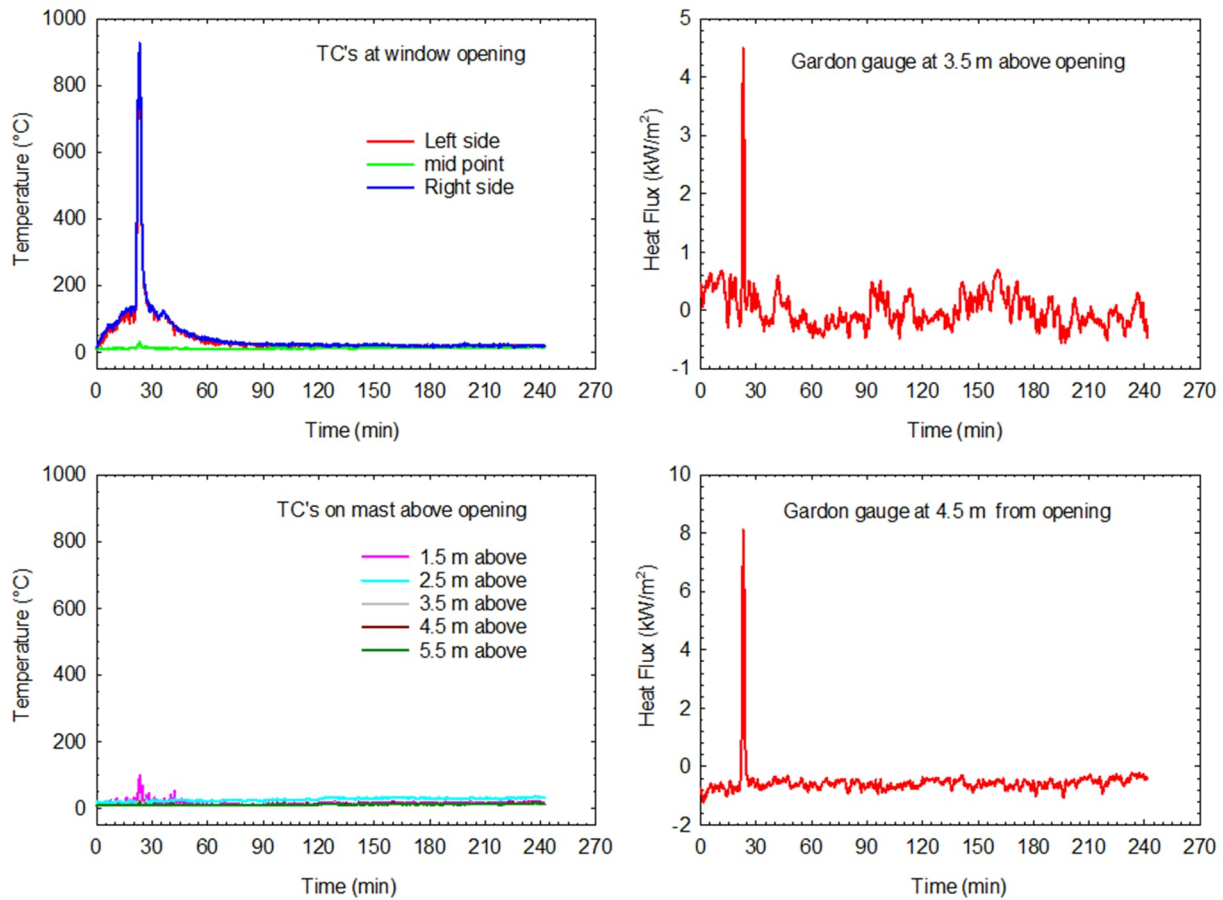 1000
800
600
400
200
0
Temperature (°C)
TC's at window opening
Left side
mid point
Right side
0 30 60 90 120 150 180 210 240 270
Time (min)
5
4
3
2
1
0
-1
Heat Flux (kW/m²)
Gardon gauge at 3.5 m above opening
0 30 60 90 120 150 180 210 240 270
Time (min)
1000
800
600
400
200
0
Temperature (°C)
TC's on mast above opening
1.5 m above
2.5 m above
3.5 m above
4.5 m above
5.5 m above
0 30 60 90 120 150 180 210 240 270
Time (min)
10
8
6
4
2
0
-2
Heat Flux (kW/m²)
Gardon gauge at 4.5 m from opening
0 30 60 90 120 150 180 210 240 270
Time (min)